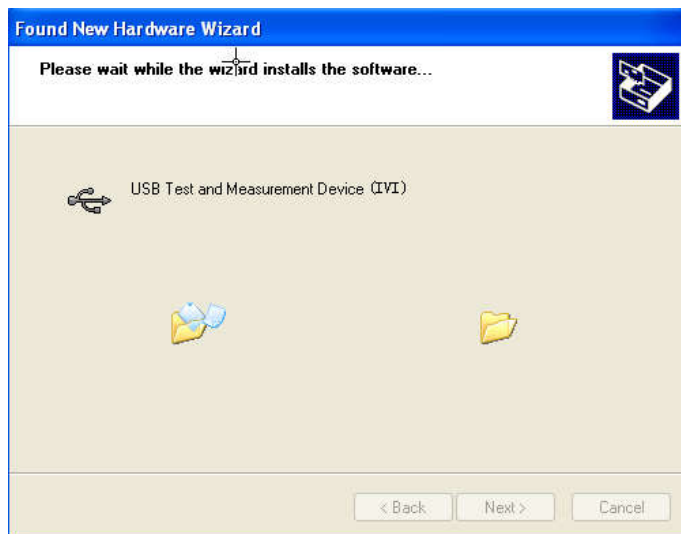 Found New Hardware Wizard
Please wait while the wizard installs the software...
USB Test and Measurement Device (IVI)
< Back Next > Cancel